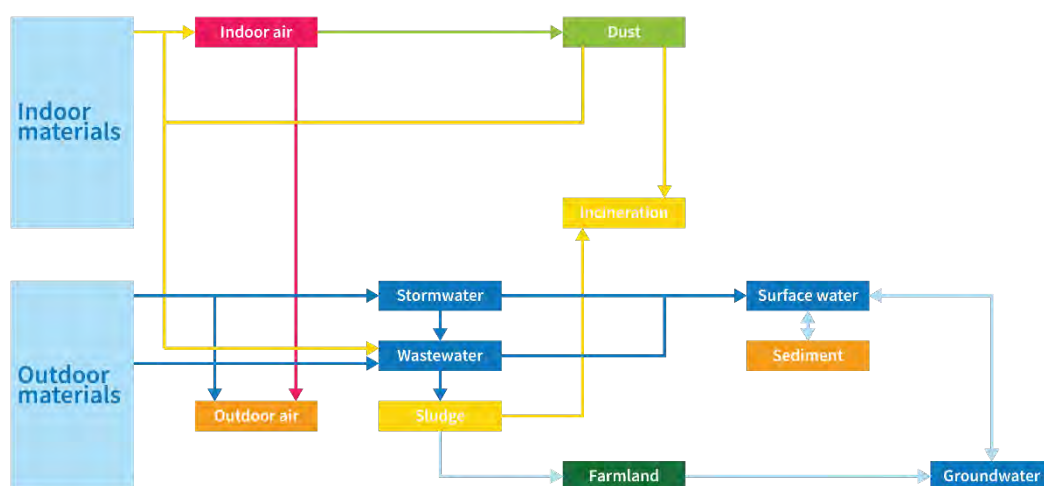 Indoor air
Dust
Indoor
materials
Incineration
Outdoor
materials
Stormwater
Surface water
Wastewater
Sediment
Outdoor air
Sludge
Farmland
Groundwater